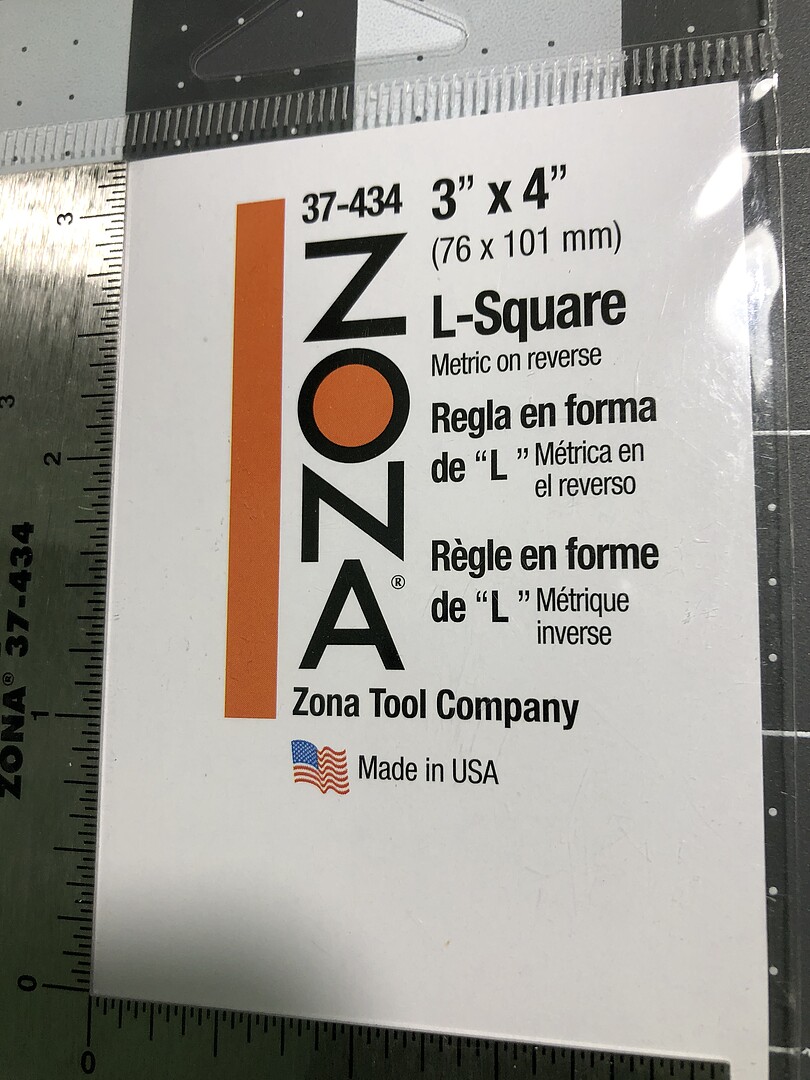 37-434
ZONA®
3” x 4”
(76 x 101 mm)
L-Square
Metric on reverse
Regla en forma
de “L ” Métrica en
el reverso
Règle en forme
de “L ” Métrique
inverse
Zona Tool Company
Made in USA
ZONA® 37-434
3
3
2
1
0
0